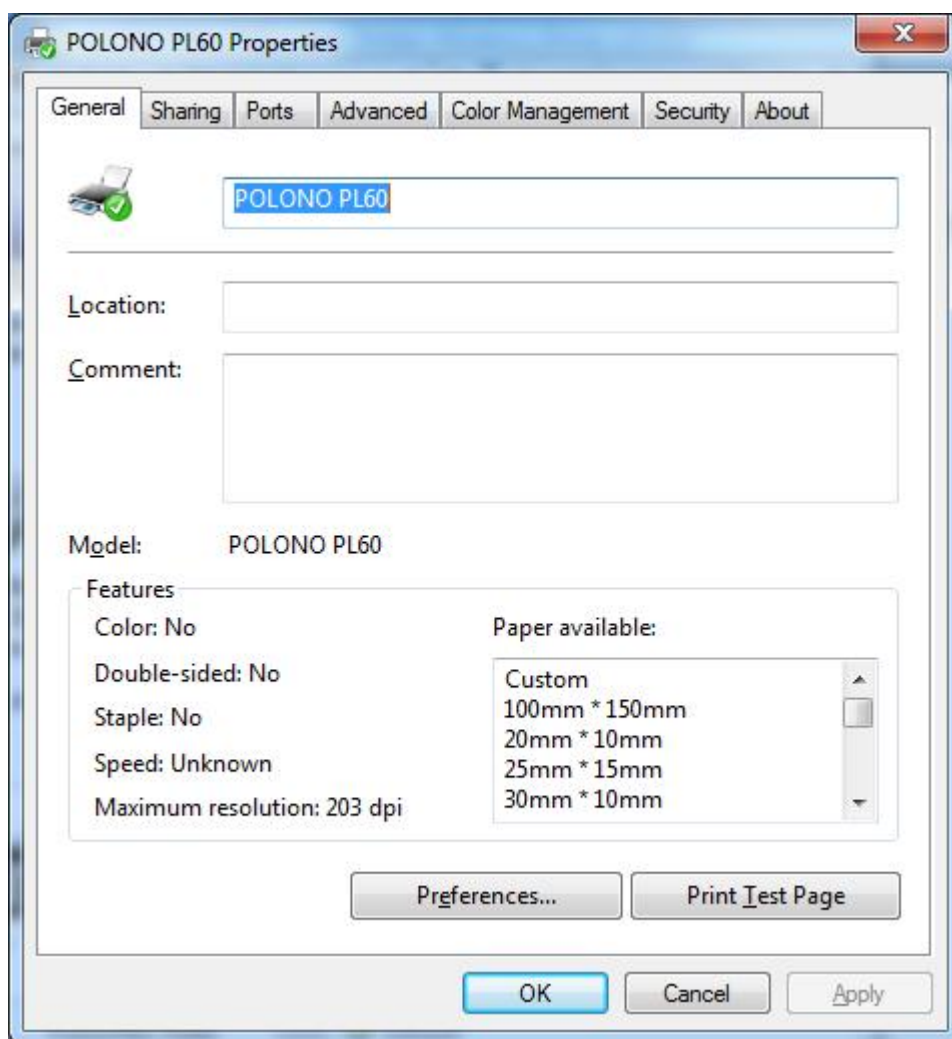 POLONO PL60 Properties
General Sharing Ports Advanced Color Management Security About
POLONO PL60
Location:
Comment:
Model: POLONO PL60
Features
Color: No
Double-sided: No
Staple: No
Speed: Unknown
Maximum resolution: 203 dpi
Paper available:
Custom
100mm * 150mm
20mm * 10mm
25mm * 15mm
30mm * 10mm
Preferences...
Print Test Page
OK
Cancel
Apply